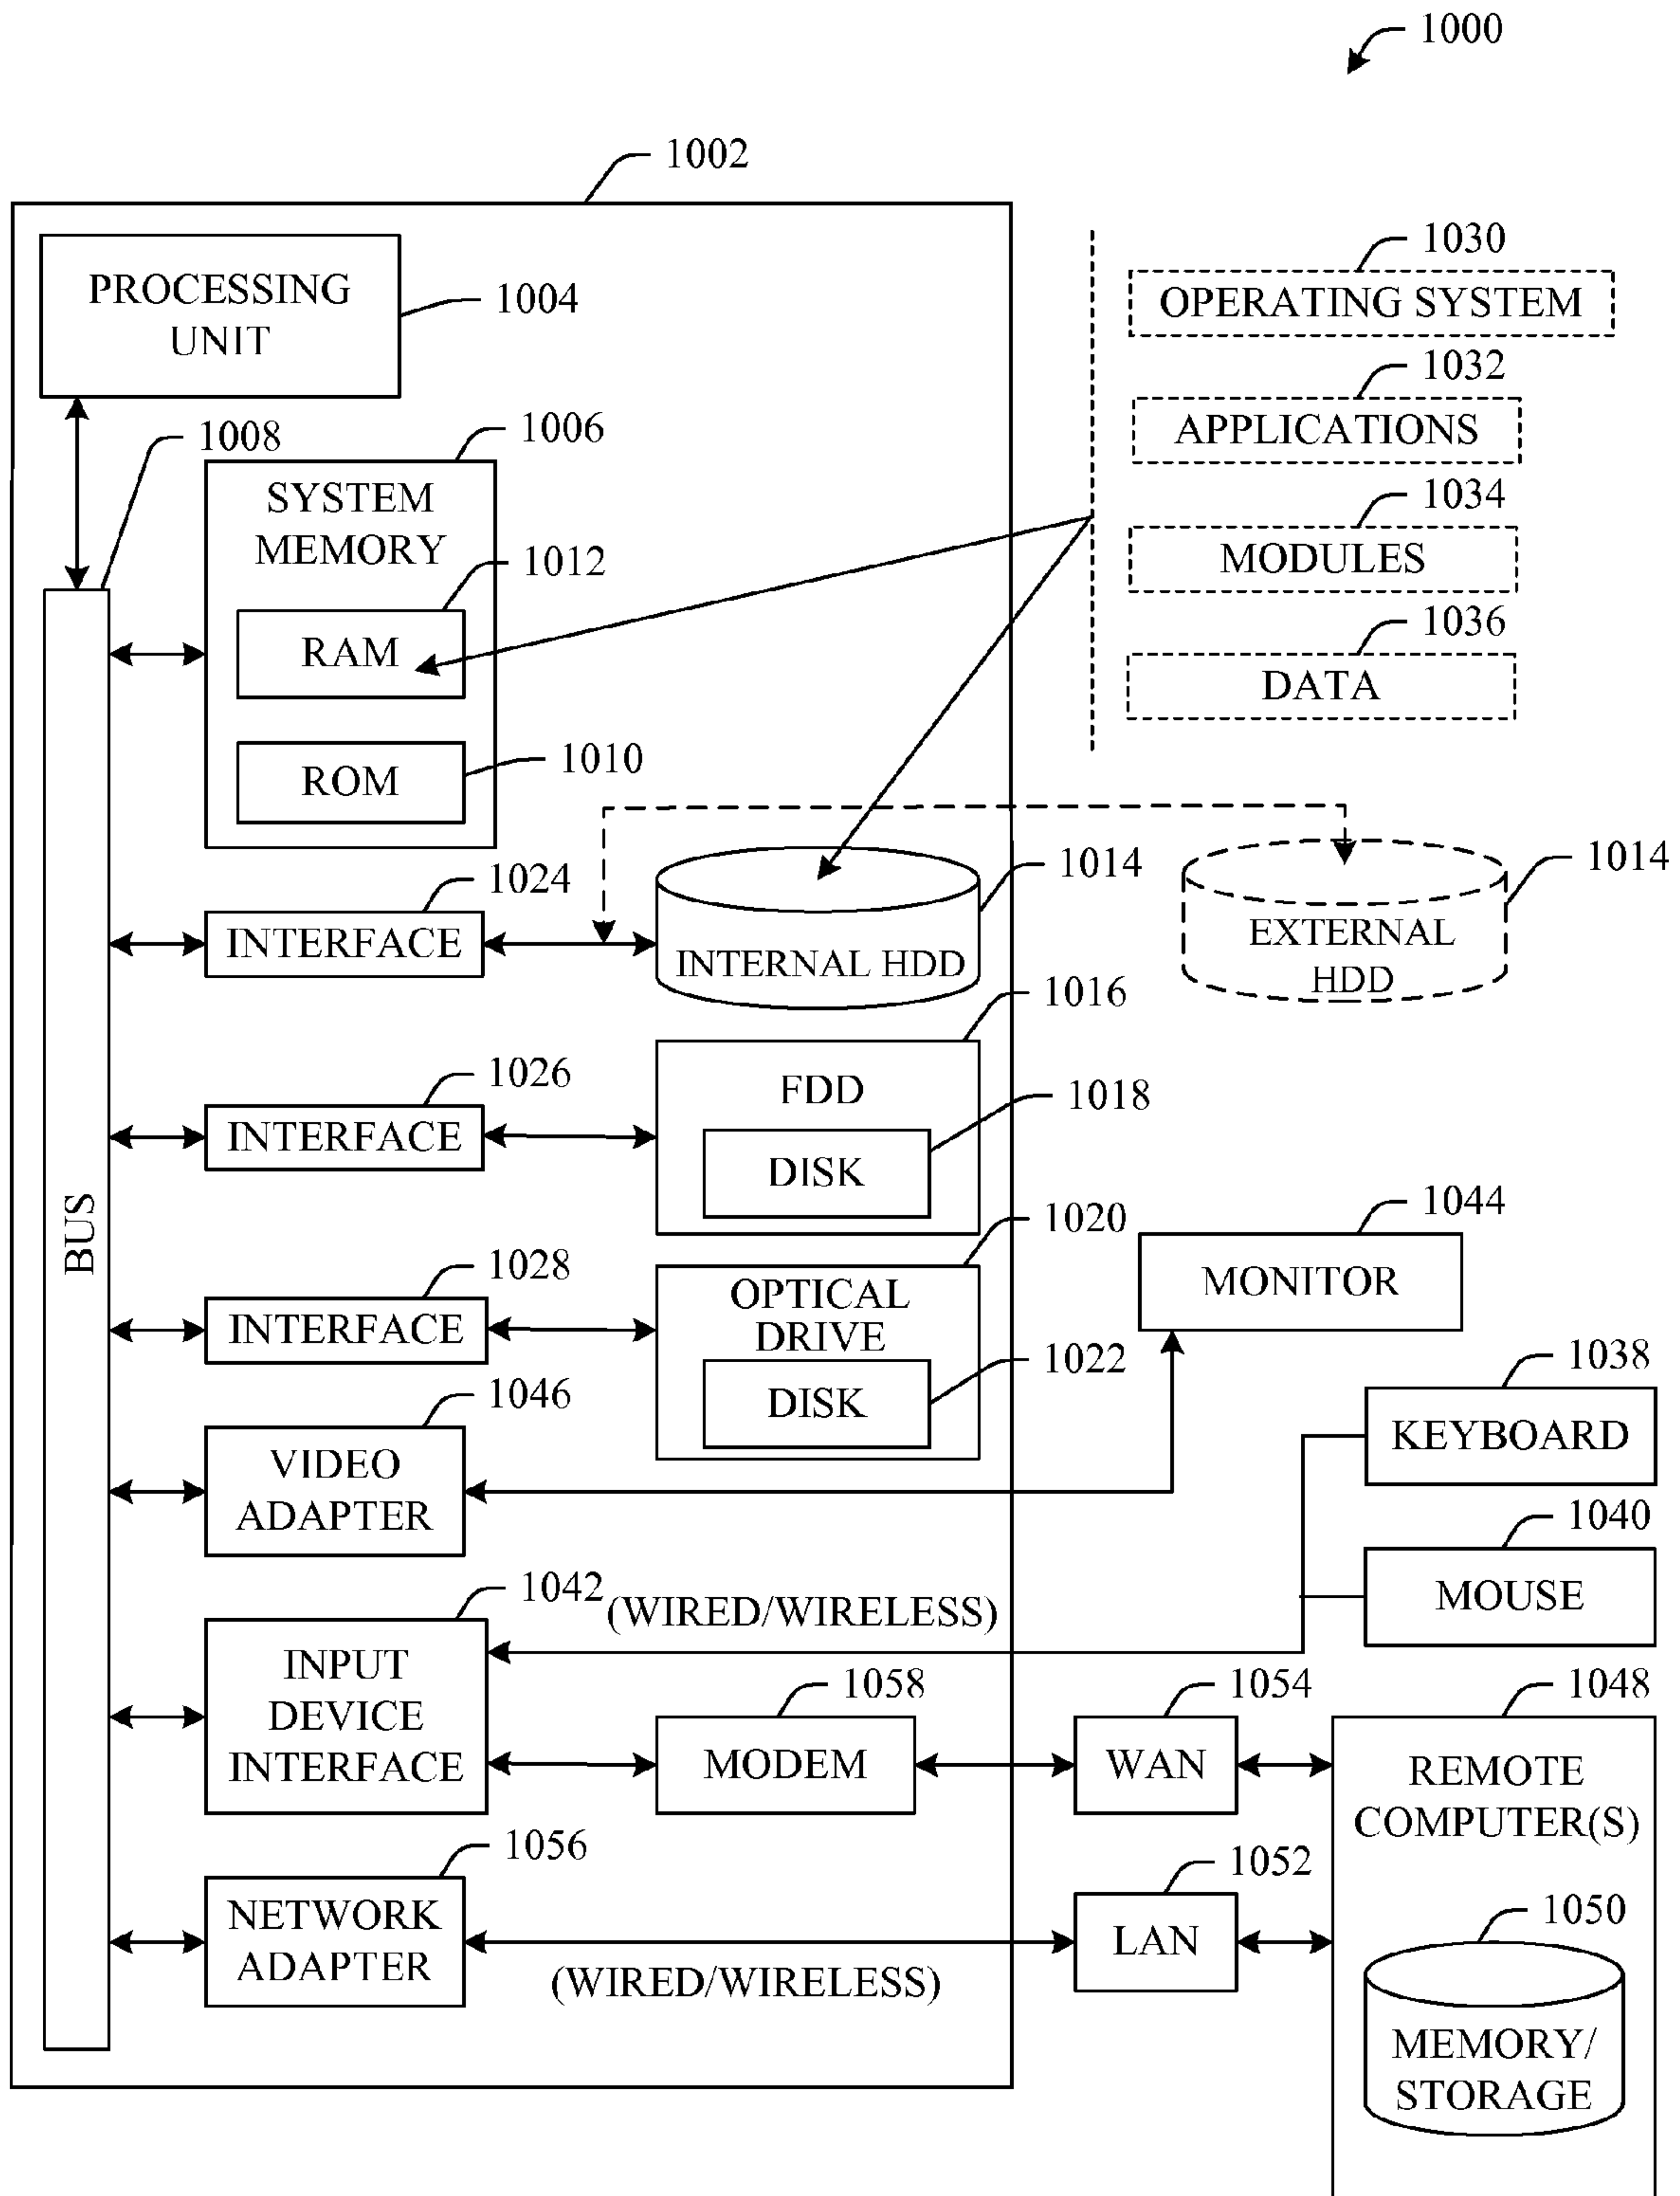 1000
1002
PROCESSING
UNIT
1004
1030
OPERATING SYSTEM
1032
APPLICATIONS
1034
MODULES
1036
DATA
1008
1006
SYSTEM
MEMORY
1012
RAM
1010
ROM
1024
INTERFACE
1014
INTERNAL HDD
1014
EXTERNAL
HDD
1016
FDD
1026
INTERFACE
1018
DISK
BUS
1020
OPTICAL
DRIVE
1028
INTERFACE
1022
DISK
1044
MONITOR
1046
VIDEO
ADAPTER
1038
KEYBOARD
1040
MOUSE
1042
(WIRED/WIRELESS)
INPUT
DEVICE
INTERFACE
1058
MODEM
1054
WAN
1048
REMOTE
COMPUTER(S)
1056
NETWORK
ADAPTER
(WIRED/WIRELESS)
1052
LAN
1050
MEMORY/
STORAGE